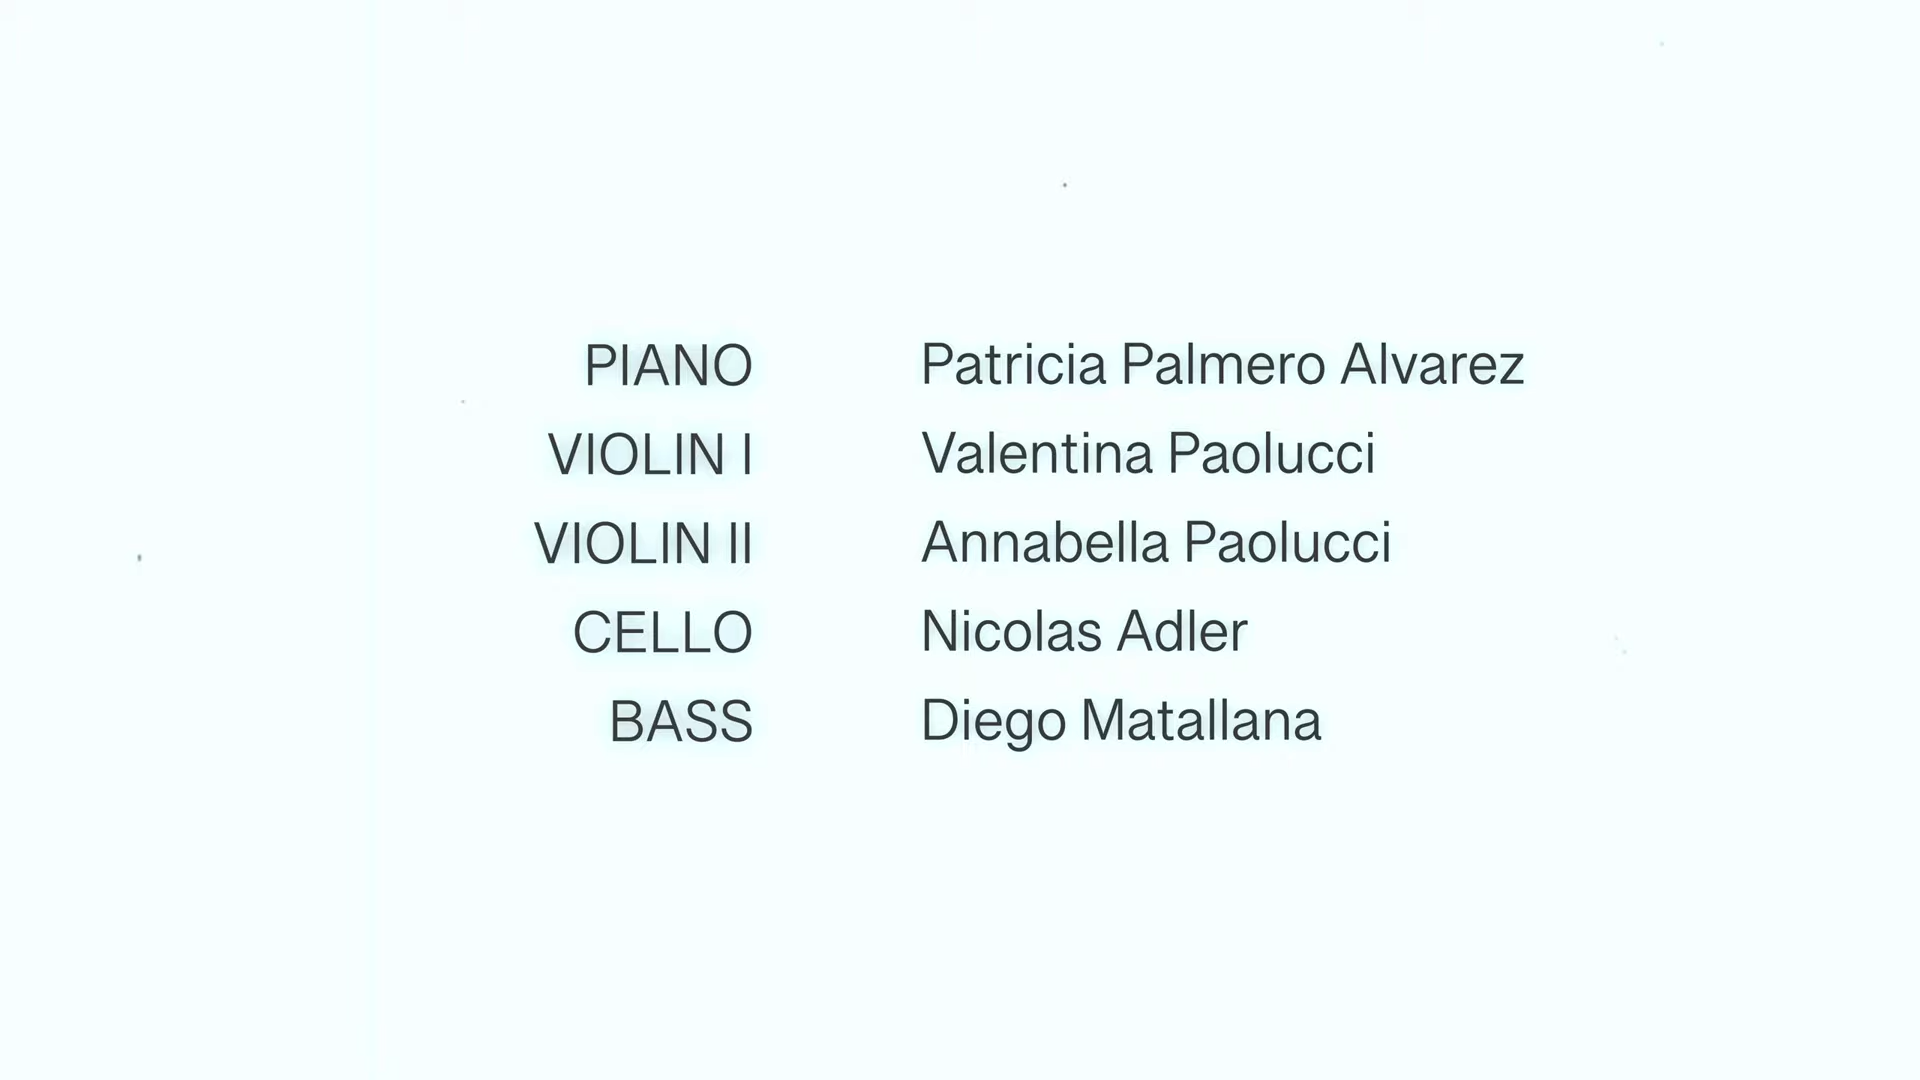 PIANO Patricia Palmero Alvarez
VIOLIN I Valentina Paolucci
VIOLIN II Annabella Paolucci
CELLO Nicolas Adler
BASS Diego Matallana